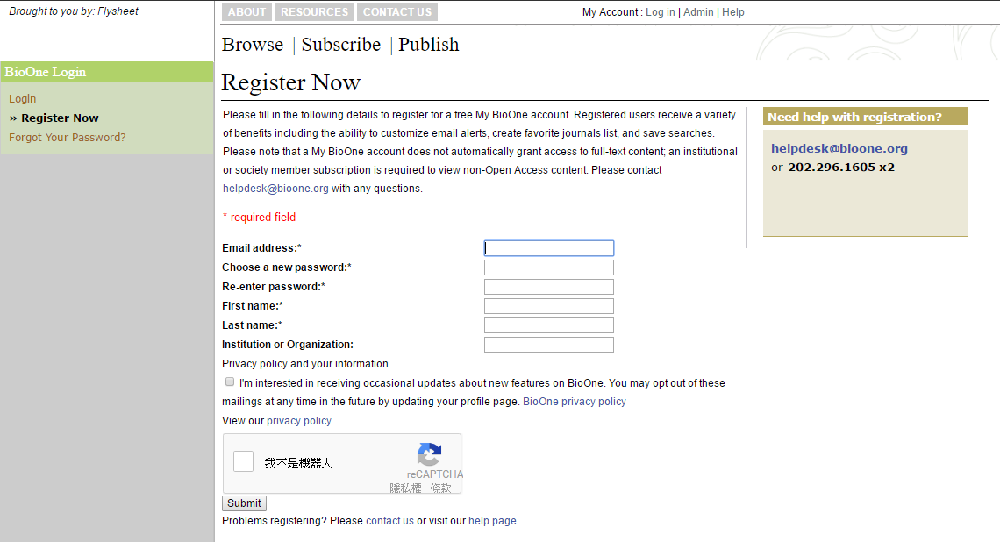 Brought to you by: Flysheet
ABOUT RESOURCES CONTACT US
My Account : Log in | Admin | Help
Browse | Subscribe | Publish
BioOne Login
Login
» Register Now
Forgot Your Password?
Register Now
Please fill in the following details to register for a free My BioOne account. Registered users receive a variety
of benefits including the ability to customize email alerts, create favorite journals list, and save searches.
Please note that a My BioOne account does not automatically grant access to full-text content; an institutional
or society member subscription is required to view non-Open Access content. Please contact
helpdesk@bioone.org with any questions.
Need help with registration?
helpdesk@bioone.org
or 202.296.1605 x2
* required field
Email address:*
Choose a new password:*
Re-enter password:*
First name:*
Last name:*
Institution or Organization:
Privacy policy and your information
I'm interested in receiving occasional updates about new features on BioOne. You may opt out of these
mailings at any time in the future by updating your profile page. BioOne privacy policy
View our privacy policy.
我不是機器人
reCAPTCHA
隱私權 - 條款
Submit
Problems registering? Please contact us or visit our help page.